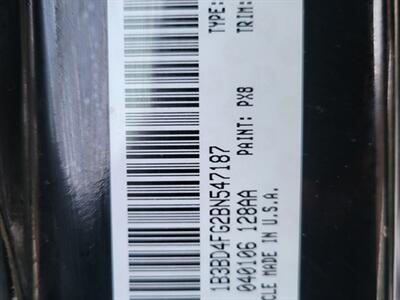 1B3BD4FG2BN547187 TYPE:
040106 128AA PAINT: PX8 TRIM:
CLE MADE IN U.S.A.